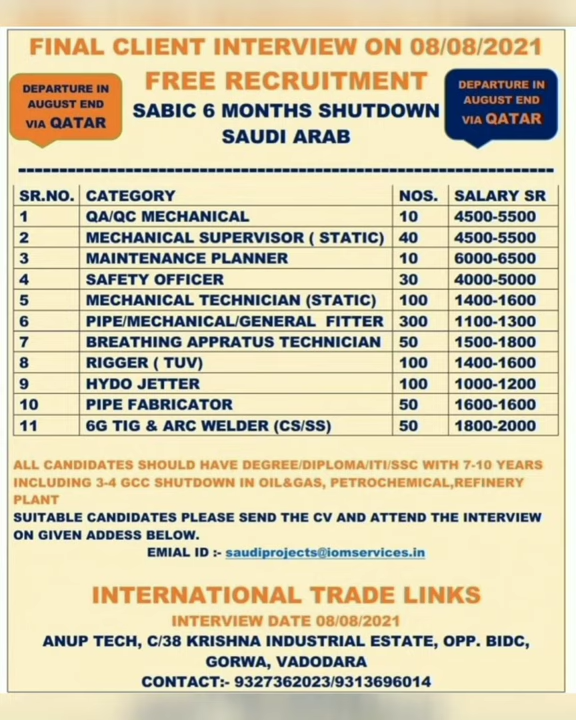 FINAL CLIENT INTERVIEW ON 08/08/2021
DEPARTURE IN
AUGUST END
VIA QATAR
FREE RECRUITMENT
SABIC 6 MONTHS SHUTDOWN
SAUDI ARAB
DEPARTURE IN
AUGUST END
VIA QATAR
SR.NO. CATEGORY NOS. SALARY SR
1 QA/QC MECHANICAL 10 4500-5500
2 MECHANICAL SUPERVISOR ( STATIC) 40 4500-5500
3 MAINTENANCE PLANNER 10 6000-6500
4 SAFETY OFFICER 30 4000-5000
5 MECHANICAL TECHNICIAN (STATIC) 100 1400-1600
6 PIPE/MECHANICAL/GENERAL FITTER 300 1100-1300
7 BREATHING APPRATUS TECHNICIAN 50 1500-1800
8 RIGGER ( TUV) 100 1400-1600
9 HYDO JETTER 100 1000-1200
10 PIPE FABRICATOR 50 1600-1600
11 6G TIG & ARC WELDER (CS/SS) 50 1800-2000
ALL CANDIDATES SHOULD HAVE DEGREE/DIPLOMA/ITI/SSC WITH 7-10 YEARS
INCLUDING 3-4 GCC SHUTDOWN IN OIL&GAS, PETROCHEMICAL,REFINERY
PLANT
SUITABLE CANDIDATES PLEASE SEND THE CV AND ATTEND THE INTERVIEW
ON GIVEN ADDESS BELOW.
EMIAL ID :- saudiprojects@iomservices.in
INTERNATIONAL TRADE LINKS
INTERVIEW DATE 08/08/2021
ANUP TECH, C/38 KRISHNA INDUSTRIAL ESTATE, OPP. BIDC,
GORWA, VADODARA
CONTACT:- 9327362023/9313696014